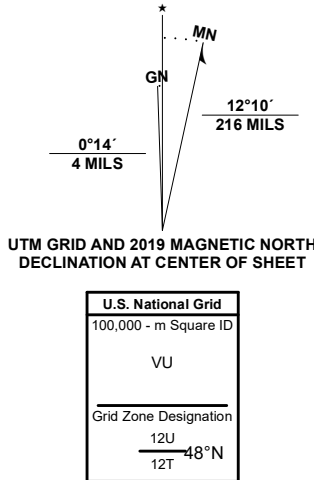 ★
MN
GN
0°14´
4 MILS
12°10´
216 MILS
UTM GRID AND 2019 MAGNETIC NORTH
DECLINATION AT CENTER OF SHEET
U.S. National Grid
100,000 - m Square ID
VU
Grid Zone Designation
12U
48°N
12T